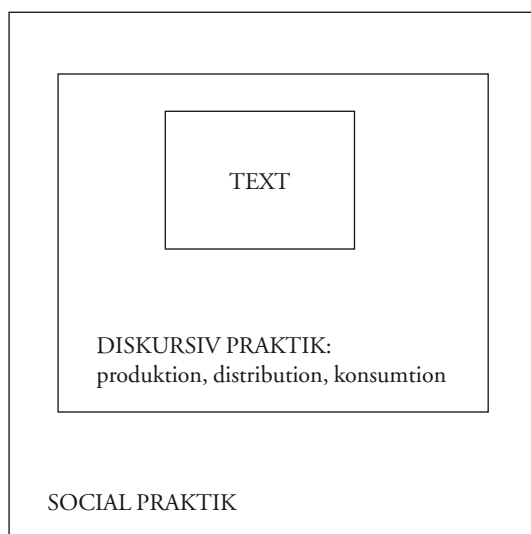 TEXT
DISKURSIV PRAKTIK:
produktion, distribution, konsumtion
SOCIAL PRAKTIK